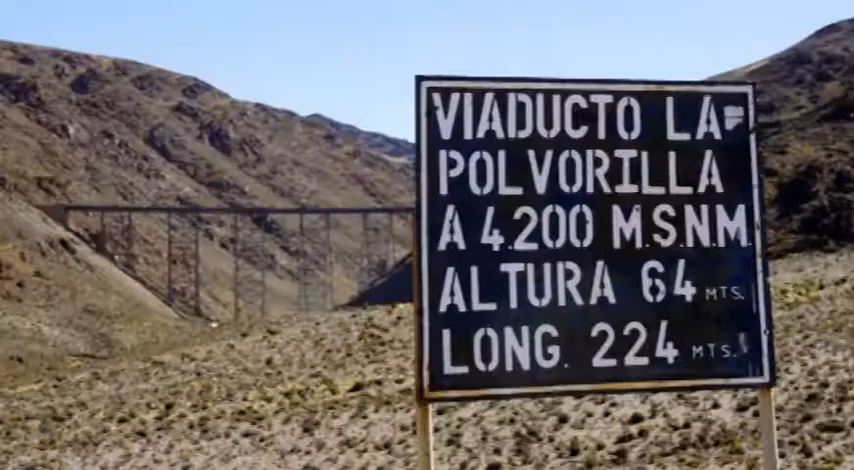 VIADUCTO LA
POLVORILLA
A 4.200 M.S.N.M
ALTURA 64 MTS.
LONG. 224 MTS.